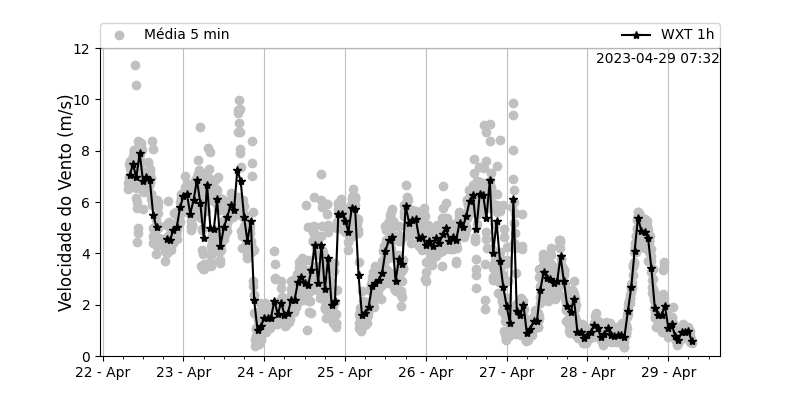 Média 5 min
WXT 1h
2023-04-29 07:32
Velocidade do Vento (m/s)
12
10
8
6
4
2
0
22 - Apr
23 - Apr
24 - Apr
25 - Apr
26 - Apr
27 - Apr
28 - Apr
29 - Apr